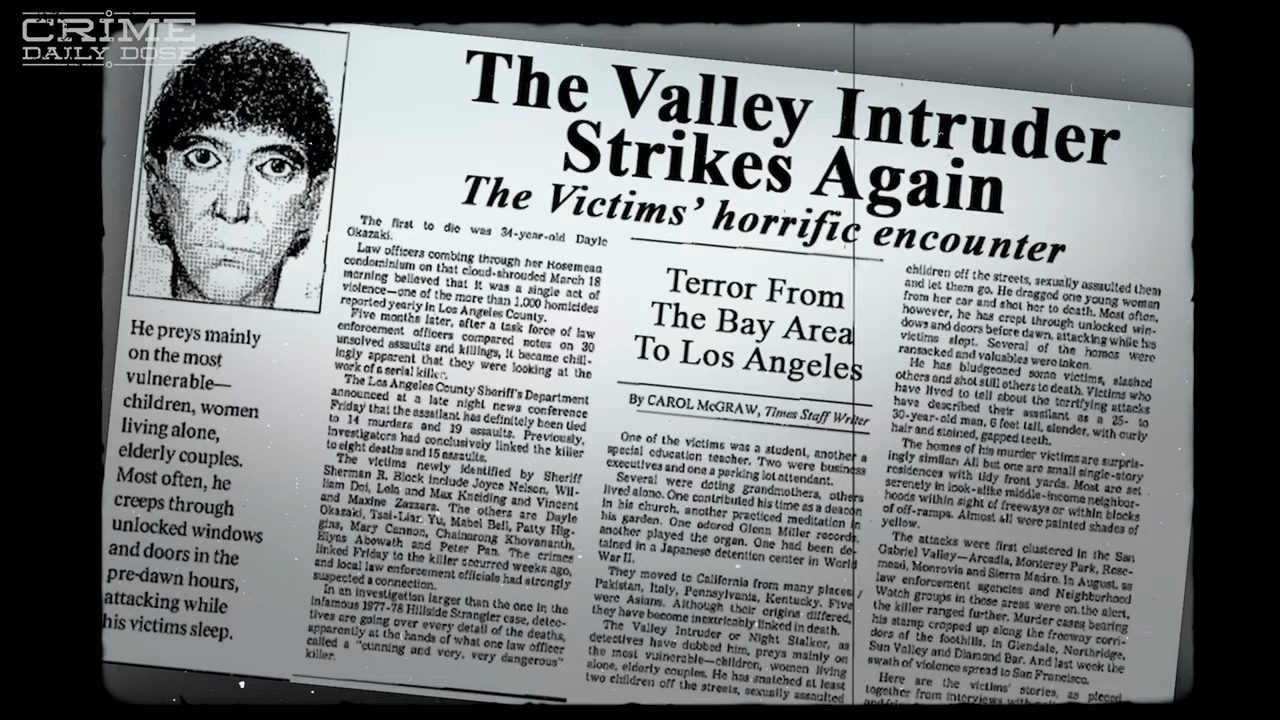 CRIME
DAILY DOSE
The Valley Intruder
Strikes Again
The Victims' horrific encounter
He preys mainly
on the most
vulnerable—
children, women
living alone,
elderly couples.
Most often, he
creeps through
unlocked windows
and doors in the
pre-dawn hours,
attacking while
his victims sleep.
The first to die was 34-year-old Dayle
Okazaki.
Law officers combing through her Rosemead
condominium on that cloud-shrouded March 18
morning believed that it was a single act of
violence—one of the more than 1,000 homicides
reported yearly in Los Angeles County.
Five months later, after a task force of law
enforcement officers compared notes on 30
unsolved assaults and killings, it became chill-
ingly apparent that they were looking at the
work of a serial killer.
The Los Angeles County Sheriff's Department
announced at a late night news conference
Friday that the assailant has definitely been tied
to 14 murders and 19 assaults. Previously,
investigators had conclusively linked the killer
to eight deaths and 15 assaults.
The victims newly identified by Sheriff
Sherman R. Block include Joyce Nelson, Wil-
liam Doi, Lela and Max Kneiding and Vincent
and Maxine Zazzara. The others are Dayle
Okazaki, Tsai-Lian Yu, Mabel Bell, Patty Hig-
gins, Mary Cannon, Chainarong Khovananth,
Elyas Abowath and Peter Pan. The crimes
linked Friday to the killer occurred weeks ago,
and local law enforcement officials had strongly
suspected a connection.
In an investigation larger than the one in the
infamous 1977-78 Hillside Strangler case, detec-
tives are going over every detail of the deaths,
apparently at the hands of what one law officer
called a "cunning and very, very dangerous"
killer.
Terror From
The Bay Area
To Los Angeles
By CAROL McGRAW, Times Staff Writer
One of the victims was a student, another a
special education teacher. Two were business
executives and one a parking lot attendant.
Several were doting grandmothers, others
lived alone. One contributed his time as a deacon
in his church, another practiced meditation in
his garden. One adored Glenn Miller records,
another played the organ. One had been de-
tained in a Japanese detention center in World
War II.
They moved to California from many places
Pakistan, Italy, Pennsylvania, Kentucky. Five
were Asians. Although their origins differed,
they have become inextricably linked in death.
The Valley Intruder or Night Stalker, as
detectives have dubbed him, preys mainly on
the most vulnerable—children, women living
alone, elderly couples. He has snatched at least
two children off the streets, sexually assaulted
children off the streets, sexually assaulted them
and let them go. He dragged one young woman
from her car and shot her to death. Most often,
however, he has crept through unlocked win-
dows and doors before dawn, attacking while his
victims slept. Several of the homes were
ransacked and valuables were taken.
He has bludgeoned some victims, slashed
others and shot still others to death. Victims who
have lived to tell about the terrifying attacks
have described their assailant as a 25- to
30-year-old man, 6 feet tall, slender, with curly
hair and stained, gapped teeth.
The homes of his murder victims are surpris-
ingly similar. All but one are small single-story
residences with tidy front yards. Most are set
serenely in look-alike middle-income neighbor-
hoods within sight of freeways or within blocks
of off-ramps. Almost all were painted shades of
yellow.
The attacks were first clustered in the San
Gabriel Valley—Arcadia, Monterey Park, Rose-
mead, Monrovia and Sierra Madre. In August, as
law enforcement agencies and Neighborhood
Watch groups in those areas were on the alert,
the killer ranged further. Murder cases bearing
his stamp cropped up along the freeway corri-
dors of the foothills, in Glendale, Northridge,
Sun Valley and Diamond Bar. And last week the
swath of violence spread to San Francisco.
Here are the victims' stories, as pieced
together from interviews with